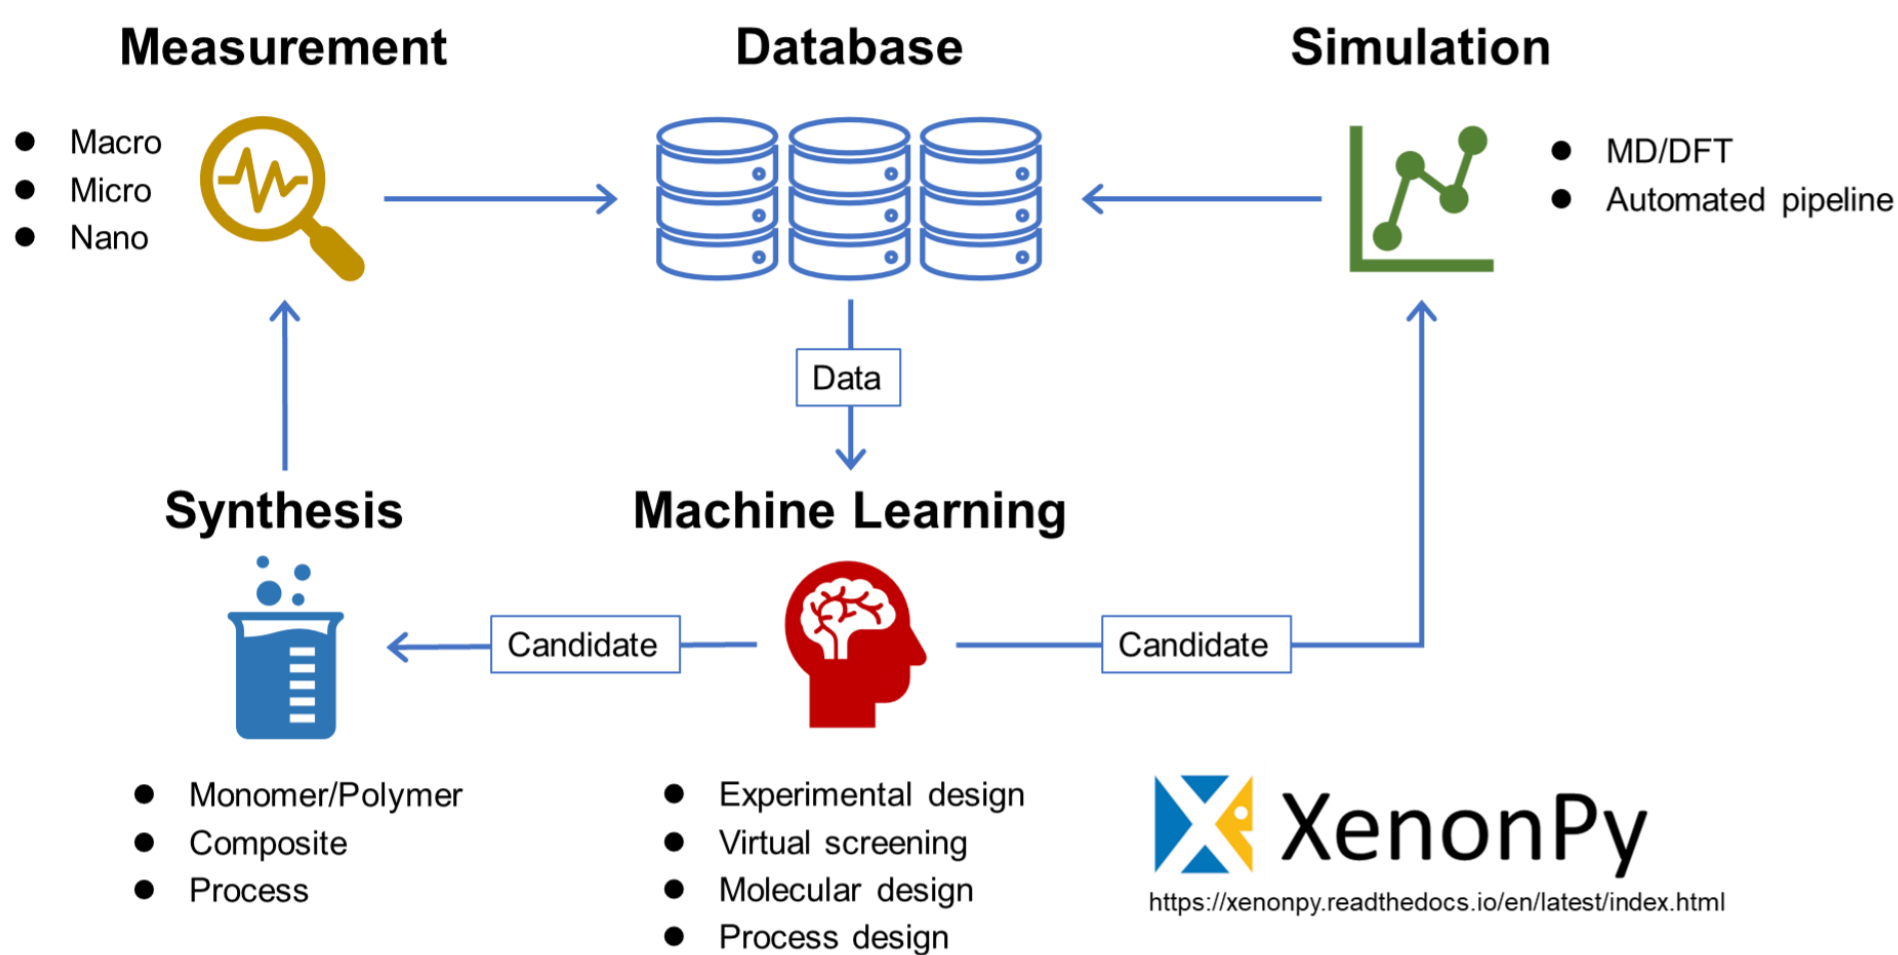 Measurement
Database
Simulation
Macro
Micro
Nano
MD/DFT
Automated pipeline
Data
Synthesis
Machine Learning
Candidate
Candidate
Monomer/Polymer
Composite
Process
Experimental design
Virtual screening
Molecular design
Process design
XenonPy
https://xenonpy.readthedocs.io/en/latest/index.html